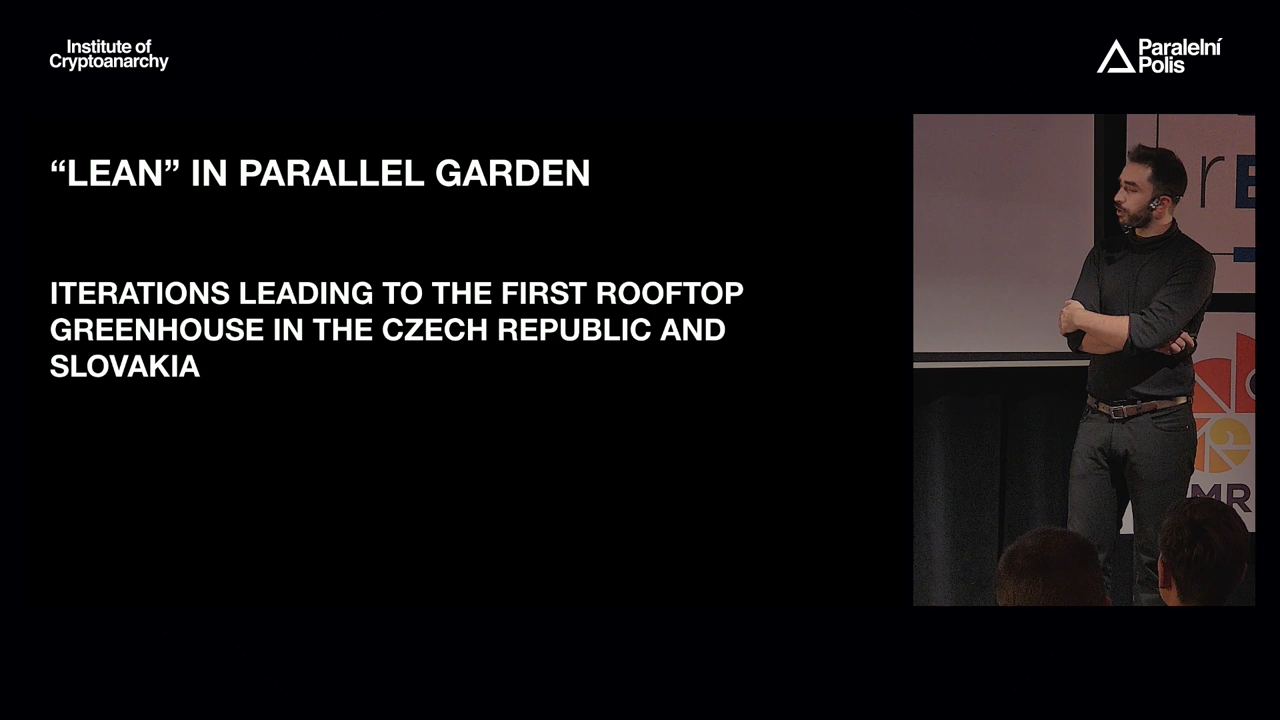 Institute of
Cryptoanarchy
Paralelní
Polis
“LEAN” IN PARALLEL GARDEN
ITERATIONS LEADING TO THE FIRST ROOFTOP
GREENHOUSE IN THE CZECH REPUBLIC AND
SLOVAKIA
MR